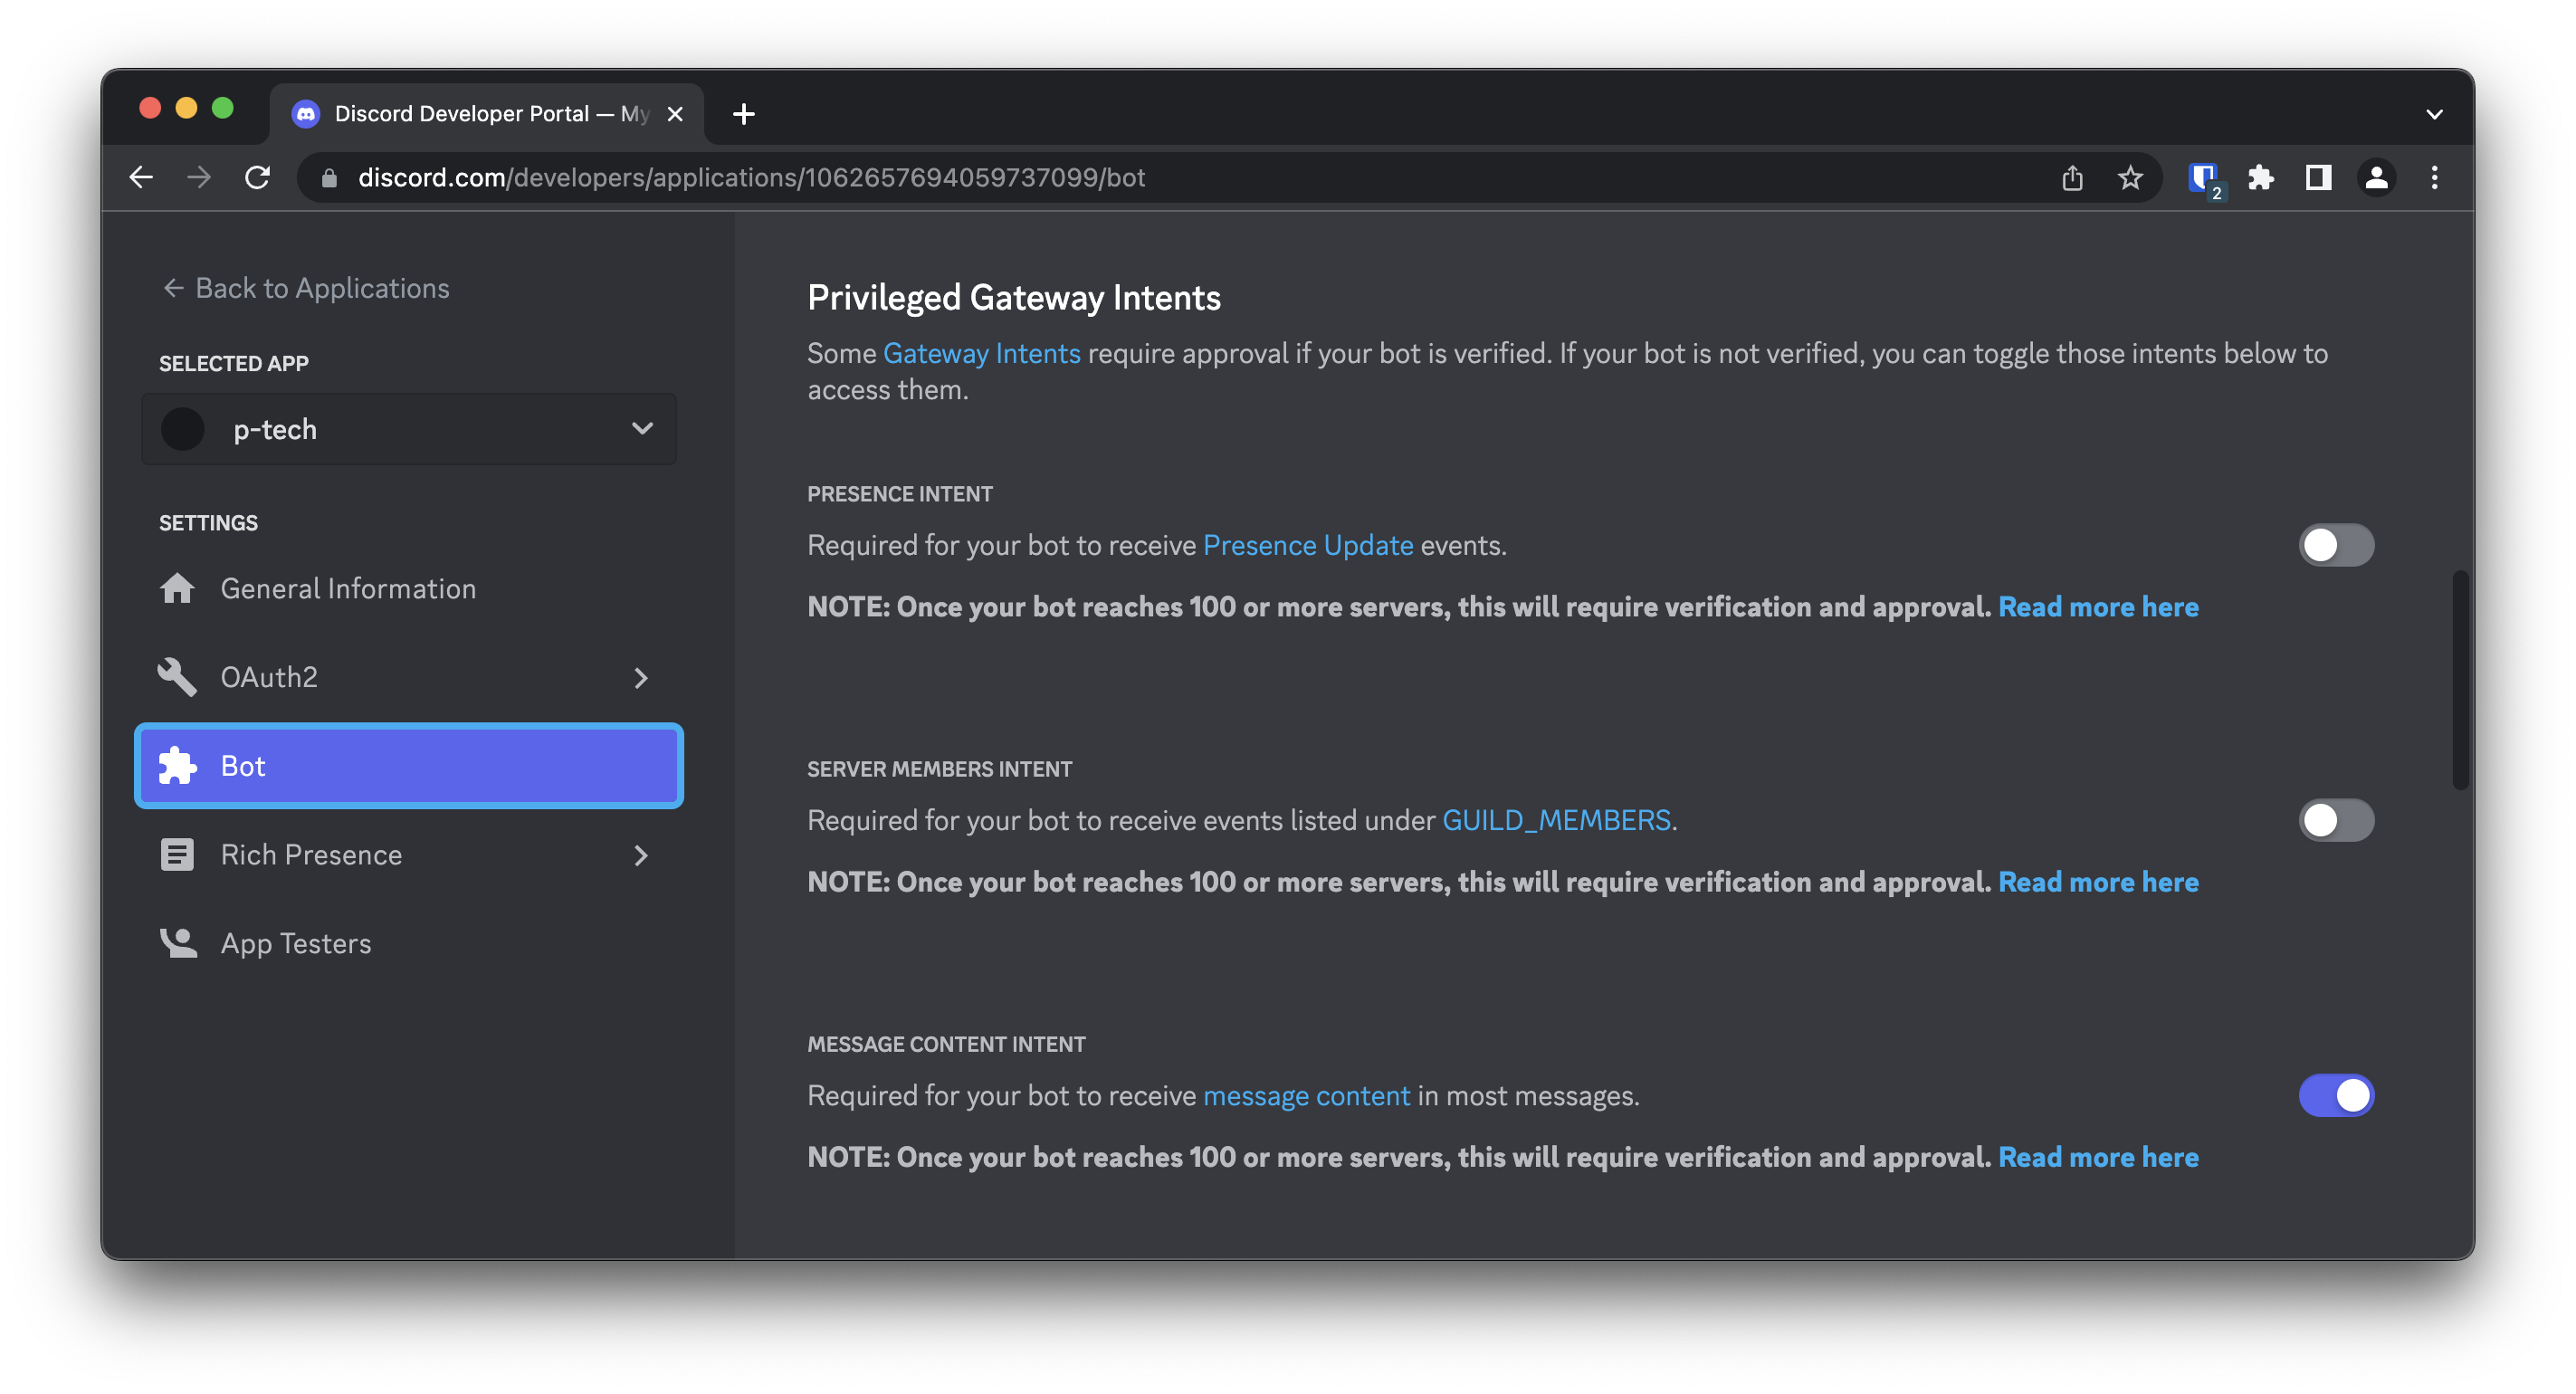 Discord Developer Portal — My
discord.com/developers/applications/1062657694059737099/bot
2
Back to Applications
SELECTED APP
p-tech
SETTINGS
General Information
OAuth2
Bot
Rich Presence
App Testers
Privileged Gateway Intents
Some Gateway Intents require approval if your bot is verified. If your bot is not verified, you can toggle those intents below to
access them.
PRESENCE INTENT
Required for your bot to receive Presence Update events.
NOTE: Once your bot reaches 100 or more servers, this will require verification and approval. Read more here
SERVER MEMBERS INTENT
Required for your bot to receive events listed under GUILD_MEMBERS.
NOTE: Once your bot reaches 100 or more servers, this will require verification and approval. Read more here
MESSAGE CONTENT INTENT
Required for your bot to receive message content in most messages.
NOTE: Once your bot reaches 100 or more servers, this will require verification and approval. Read more here